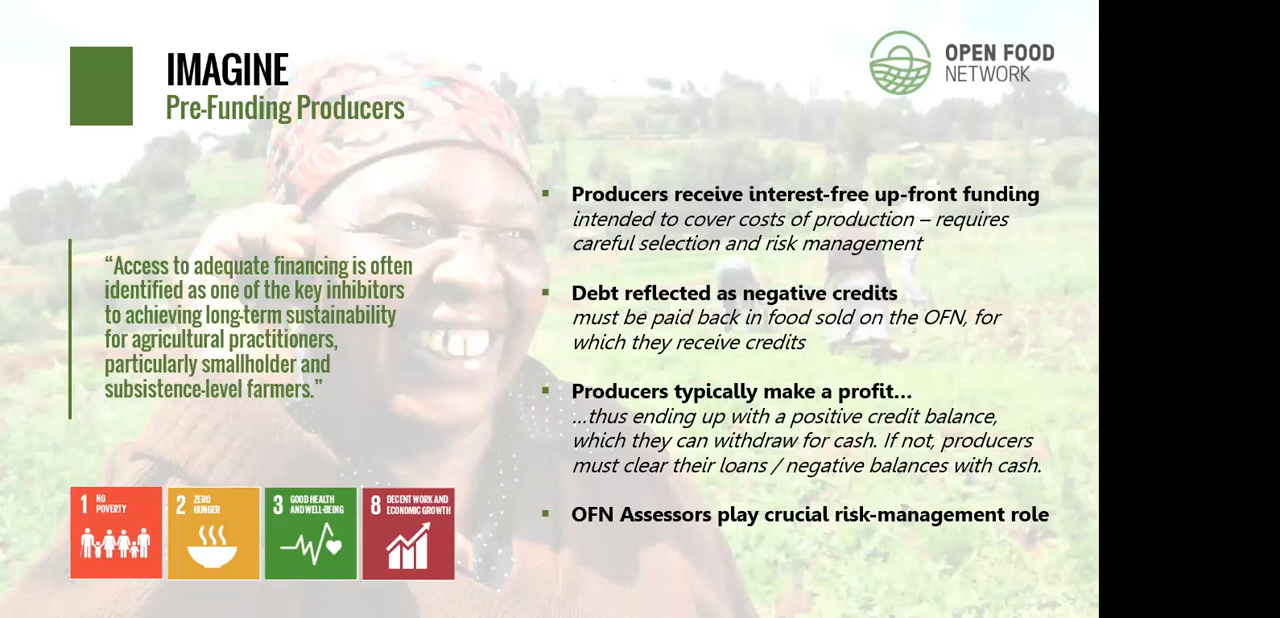 IMAGINE
Pre-Funding Producers
OPEN FOOD
NETWORK
“Access to adequate financing is often
identified as one of the key inhibitors
to achieving long-term sustainability
for agricultural practitioners,
particularly smallholder and
subsistence-level farmers.”
Producers receive interest-free up-front funding
intended to cover costs of production – requires
careful selection and risk management
Debt reflected as negative credits
must be paid back in food sold on the OFN, for
which they receive credits
Producers typically make a profit…
…thus ending up with a positive credit balance,
which they can withdraw for cash. If not, producers
must clear their loans / negative balances with cash.
OFN Assessors play crucial risk-management role
1 NO
POVERTY
2 ZERO
HUNGER
3 GOOD HEALTH
AND WELL-BEING
8 DECENT WORK AND
ECONOMIC GROWTH